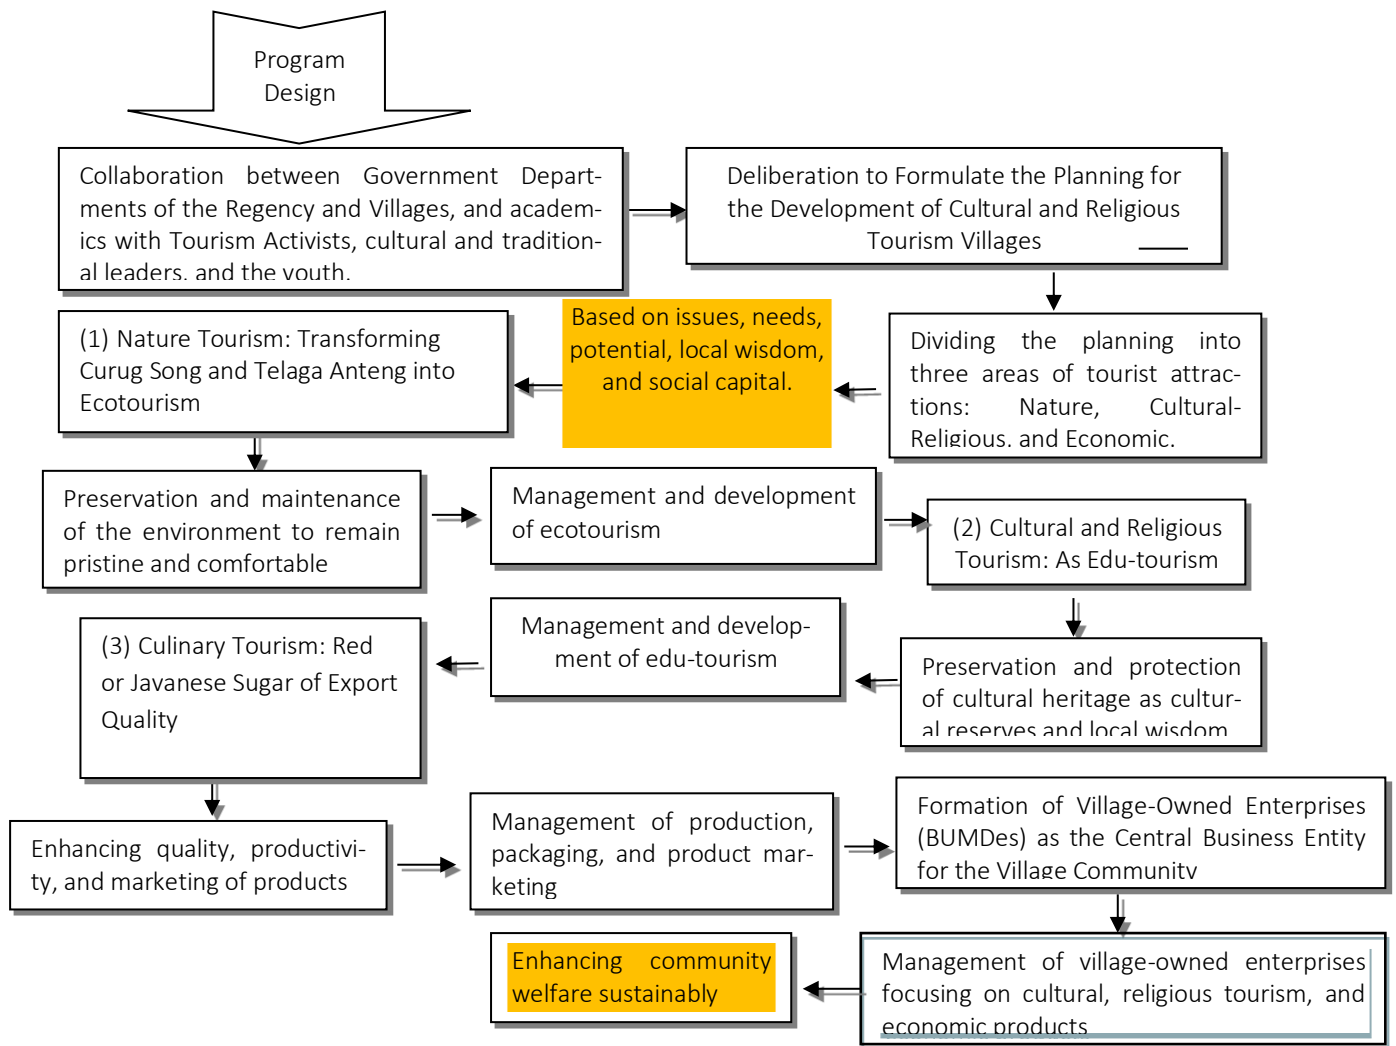 Program
Design
Collaboration between Government Depart-
ments of the Regency and Villages, and academ-
ics with Tourism Activists, cultural and tradition-
al leaders, and the youth.
Deliberation to Formulate the Planning for
the Development of Cultural and Religious
Tourism Villages
Dividing the planning into
three areas of tourist attrac-
tions: Nature, Cultural-
Religious, and Economic.
Based on issues, needs,
potential, local wisdom,
and social capital.
(1) Nature Tourism: Transforming
Curug Song and Telaga Anteng into
Ecotourism
Preservation and maintenance
of the environment to remain
pristine and comfortable
Management and development
of ecotourism
(2) Cultural and Religious
Tourism: As Edu-tourism
Preservation and protection
of cultural heritage as cultur-
al reserves and local wisdom
Management and develop-
ment of edu-tourism
(3) Culinary Tourism: Red
or Javanese Sugar of Export
Quality
Enhancing quality, productivi-
ty, and marketing of products
Management of production,
packaging, and product mar-
keting
Formation of Village-Owned Enterprises
(BUMDes) as the Central Business Entity
for the Village Community
Management of village-owned enterprises
focusing on cultural, religious tourism, and
economic products
Enhancing community
welfare sustainably